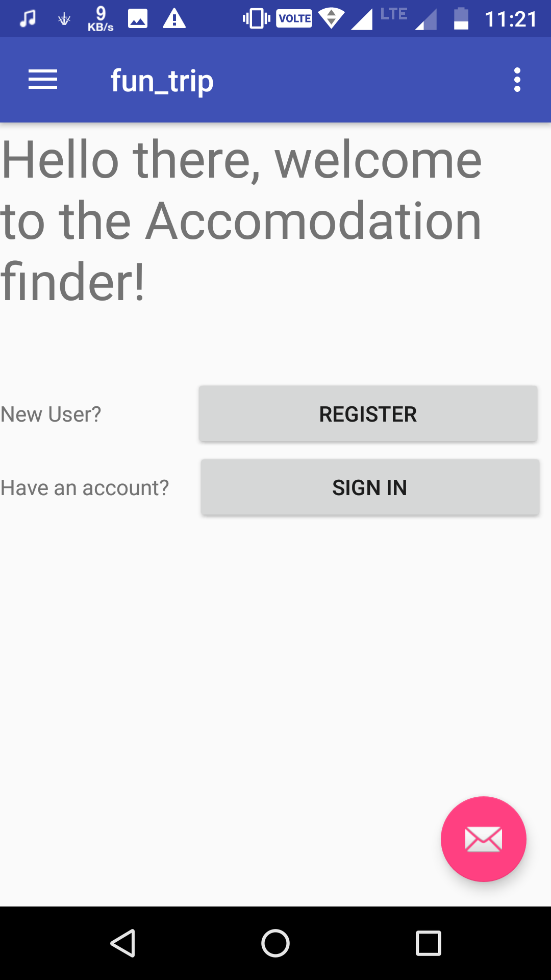 9
KB/s
VOLTE
LTE
11:21
fun_trip
Hello there, welcome
to the Accomodation
finder!
New User?
REGISTER
Have an account?
SIGN IN